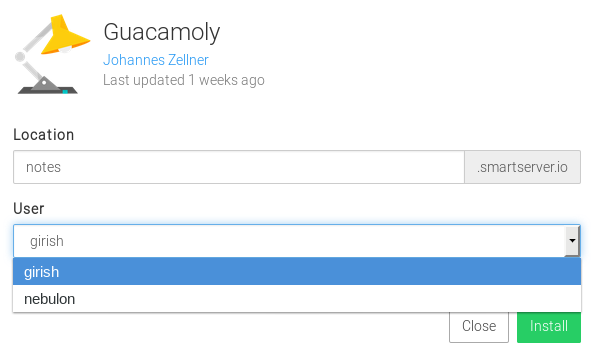 Guacamoly
Johannes Zellner
Last updated 1 weeks ago
Location
notes .smartserver.io
User
girish
girish
nebulon
Close Install